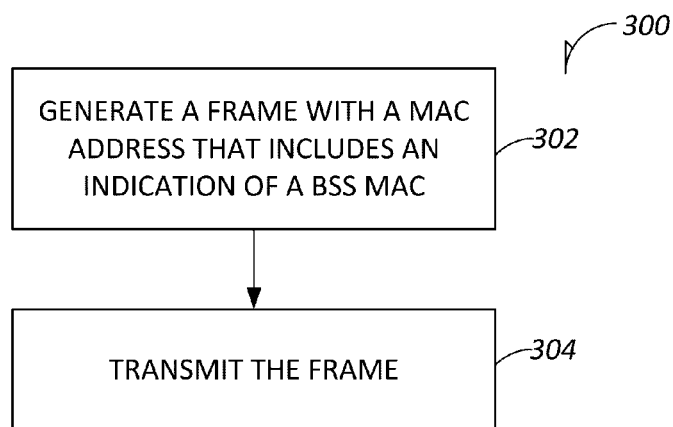 300
GENERATE A FRAME WITH A MAC
ADDRESS THAT INCLUDES AN
INDICATION OF A BSS MAC
302
TRANSMIT THE FRAME
304